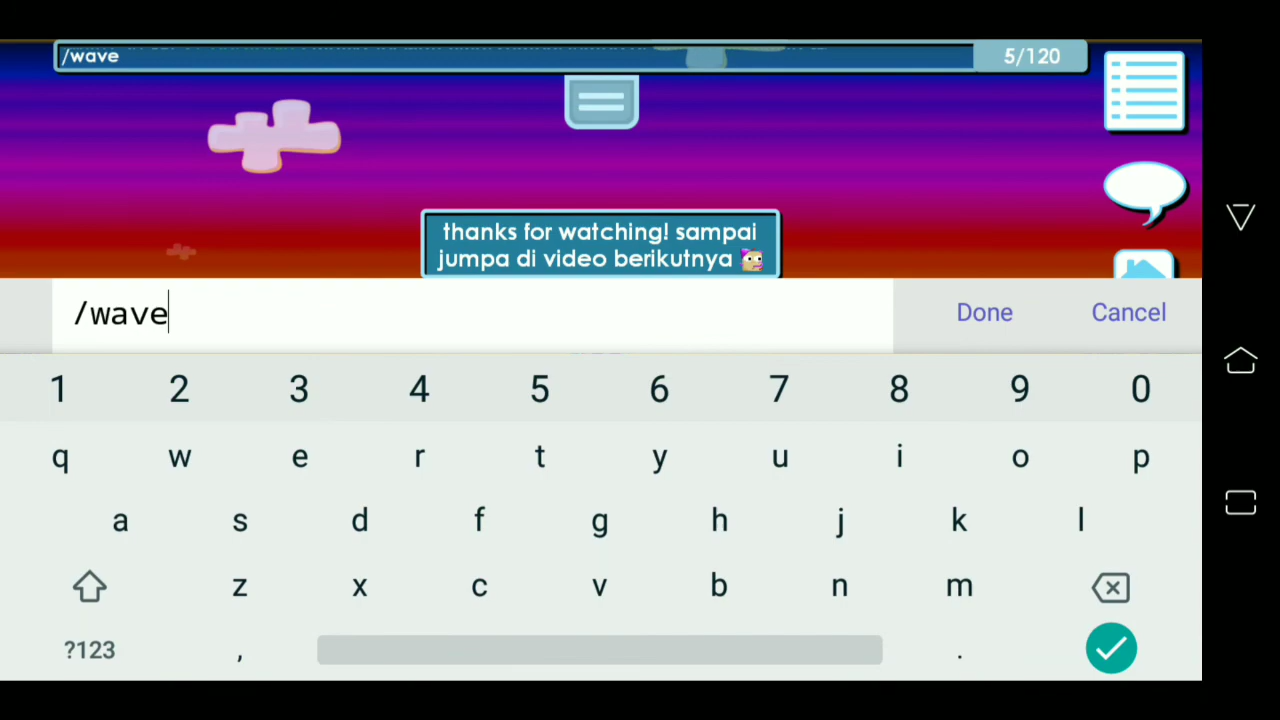 /wave
5/120
thanks for watching! sampai
jumpa di video berikutnya
/wave
Done
Cancel
1 2 3 4 5 6 7 8 9 0
q w e r t y u i o p
a s d f g h j k l
z x c v b n m
?123 , .